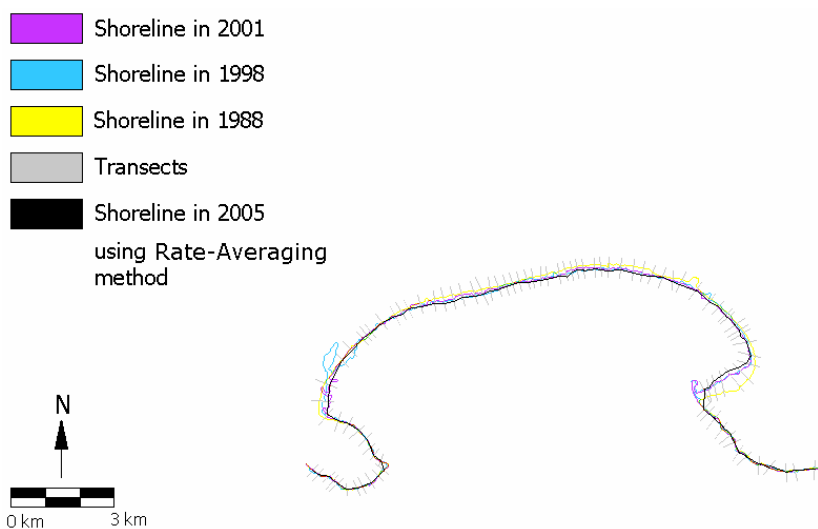 Shoreline in 2001
Shoreline in 1998
Shoreline in 1988
Transects
Shoreline in 2005
using Rate-Averaging
method
N
0 km 3 km